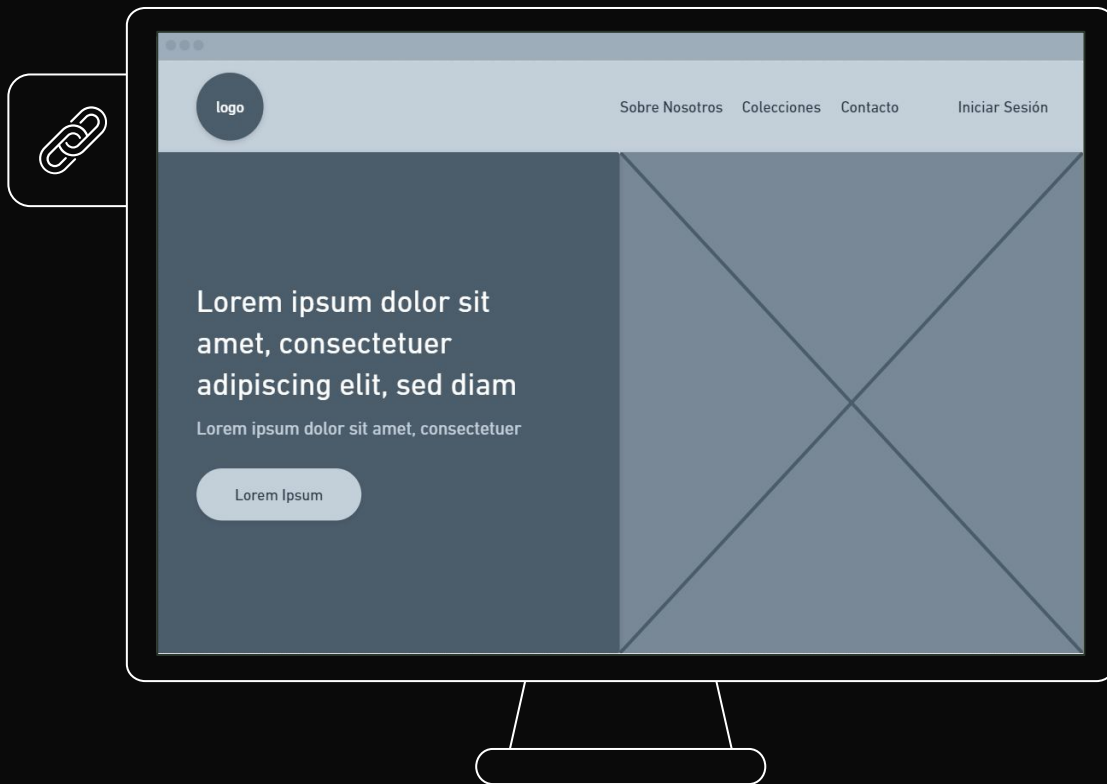 logo
Sobre Nosotros Colecciones Contacto Iniciar Sesión
Lorem ipsum dolor sit
amet, consectetuer
adipiscing elit, sed diam
Lorem ipsum dolor sit amet, consectetuer
Lorem Ipsum